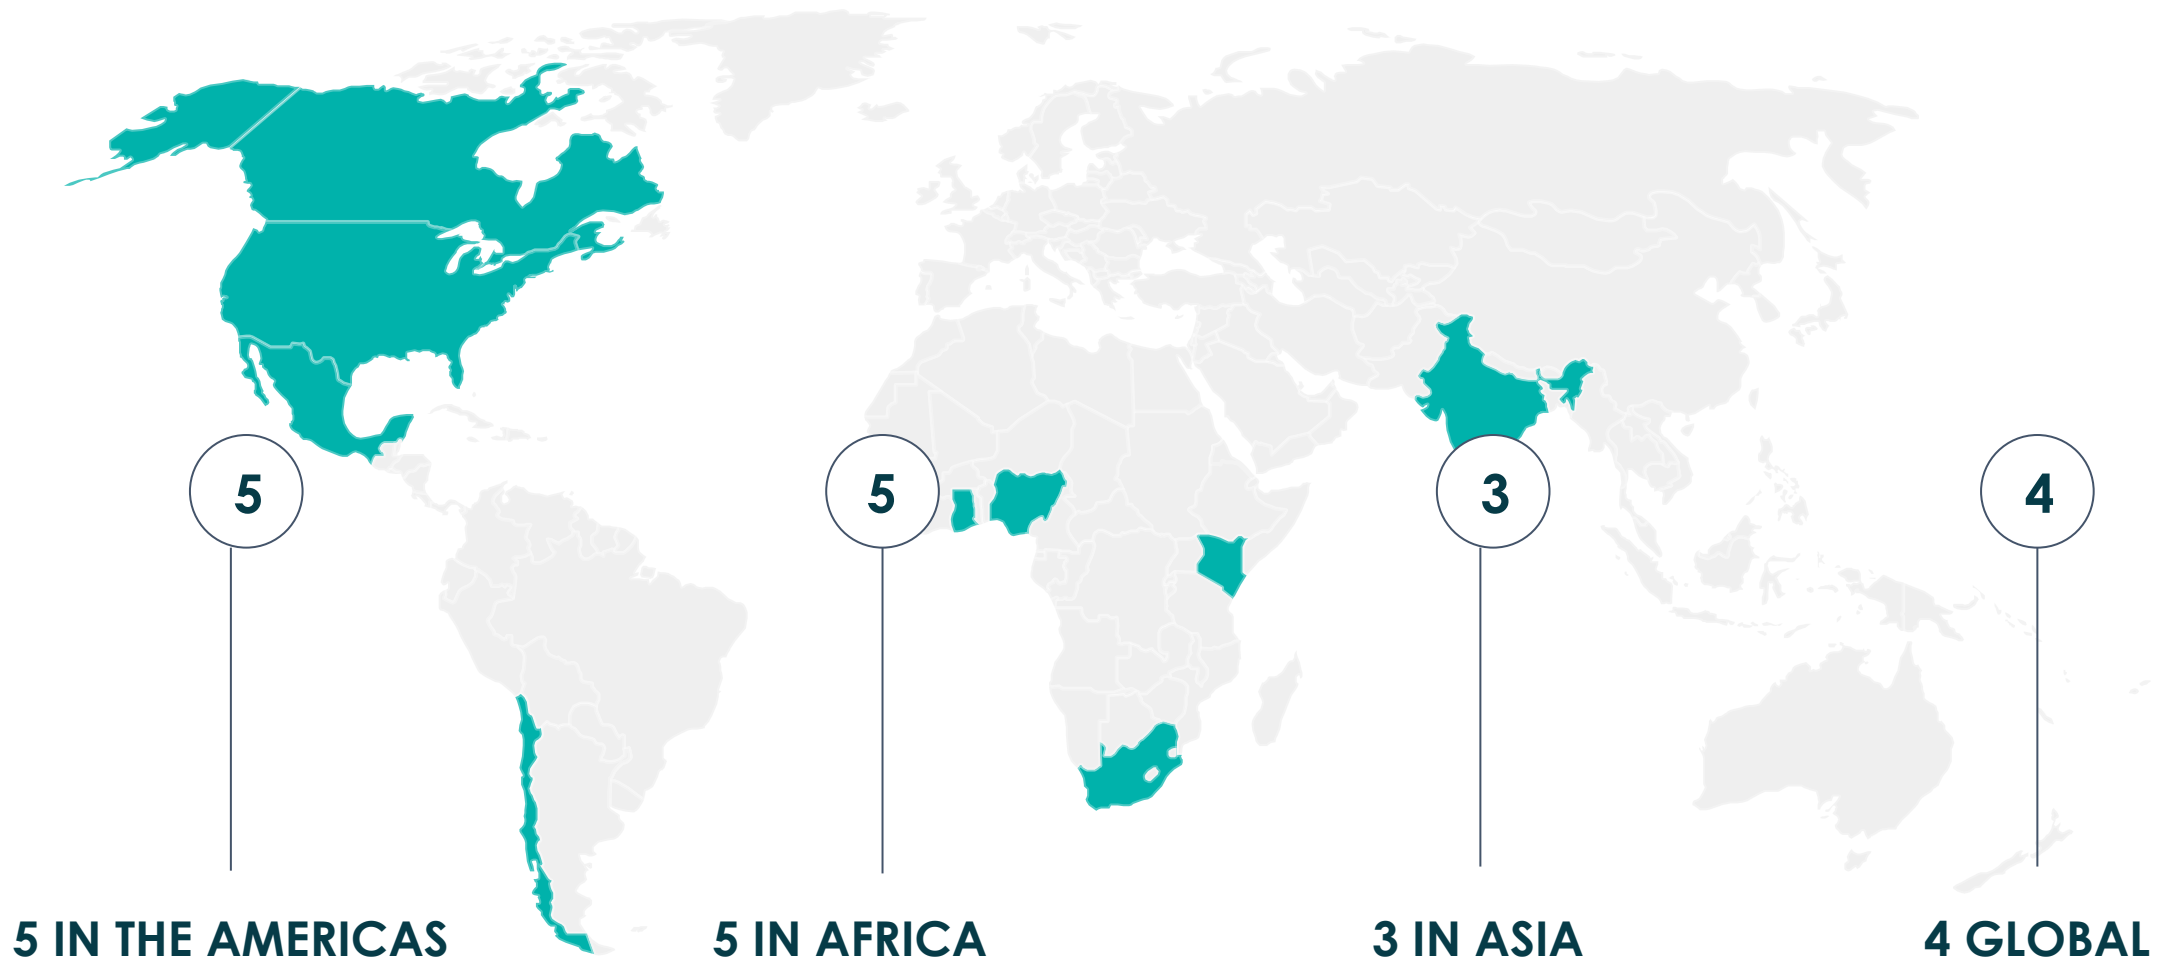 5
5
3
4
5 IN THE AMERICAS
5 IN AFRICA
3 IN ASIA
4 GLOBAL